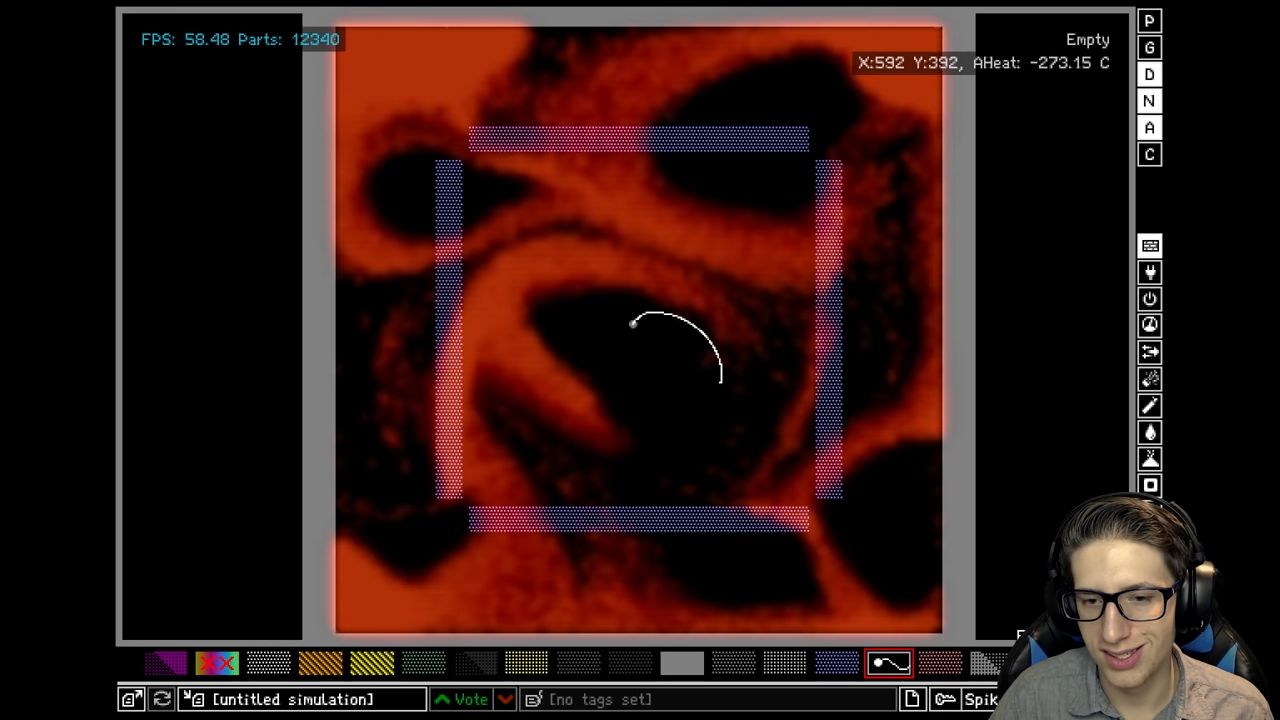 FPS: 58.48 Parts: 12340
Empty
X:592 Y:392, AHeat: -273.15 C
P
G
D
N
A
C
[untitled simulation]
Vote
[no tags set]
Spik